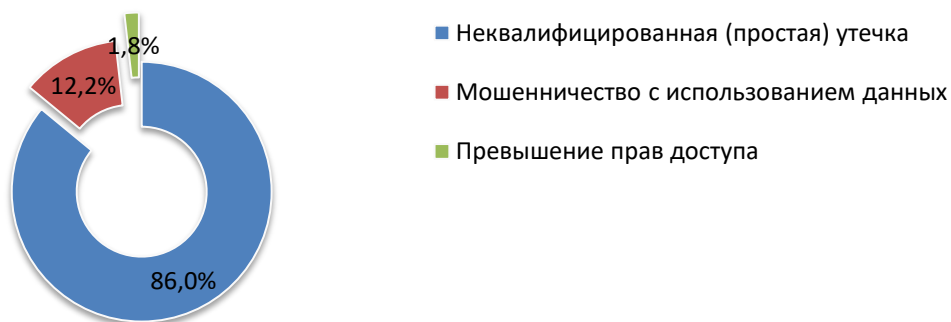 1,8%
12,2%
86,0%
Неквалифицированная (простая) утечка
Мошенничество с использованием данных
Превышение прав доступа